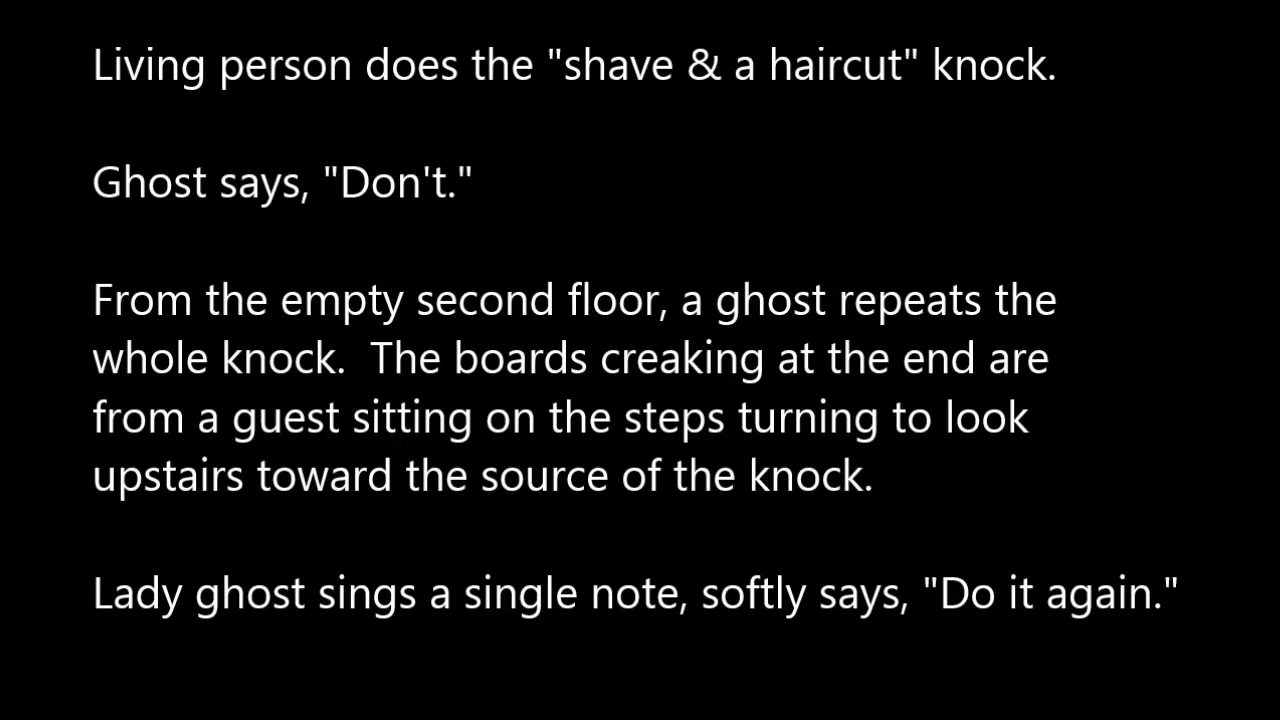 Living person does the "shave & a haircut" knock.
Ghost says, "Don't."
From the empty second floor, a ghost repeats the
whole knock.  The boards creaking at the end are
from a guest sitting on the steps turning to look
upstairs toward the source of the knock.
Lady ghost sings a single note, softly says, "Do it again."